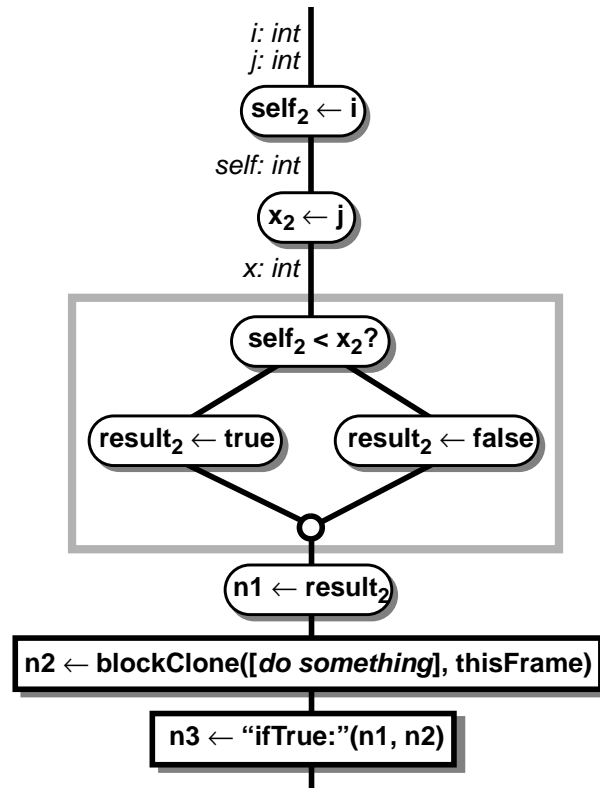 i: int
j: int
self₂ ← i
self: int
x₂ ← j
x: int
self₂ < x₂?
result₂ ← true
result₂ ← false
n1 ← result₂
n2 ← blockClone([do something], thisFrame)
n3 ← “ifTrue:”(n1, n2)